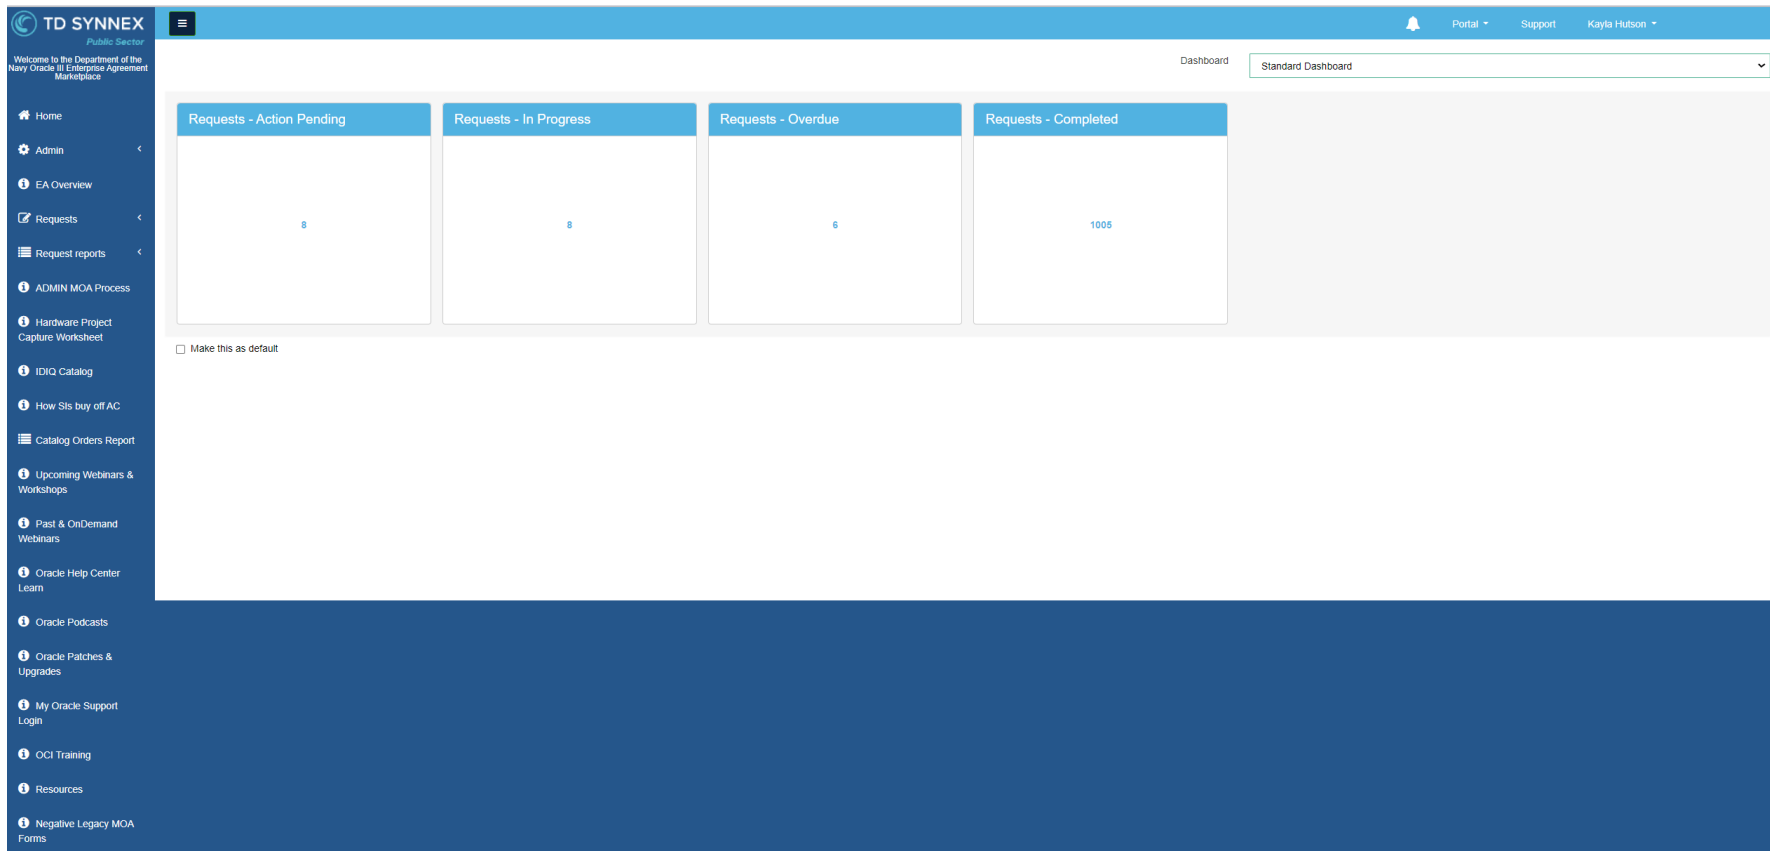 TD SYNNEX
Public Sector
Welcome to the Department of the
Navy Oracle III Enterprise Agreement
Marketplace
Portal
Support
Kayla Hutson
Dashboard
Standard Dashboard
Home
Admin
EA Overview
Requests
Request reports
ADMIN MOA Process
Hardware Project
Capture Worksheet
IDIQ Catalog
How SIs buy off AC
Catalog Orders Report
Upcoming Webinars &
Workshops
Past & OnDemand
Webinars
Oracle Help Center
Learn
Oracle Podcasts
Oracle Patches &
Upgrades
My Oracle Support
Login
OCI Training
Resources
Negative Legacy MOA
Forms
Requests - Action Pending
8
Requests - In Progress
8
Requests - Overdue
6
Requests - Completed
1005
Make this as default